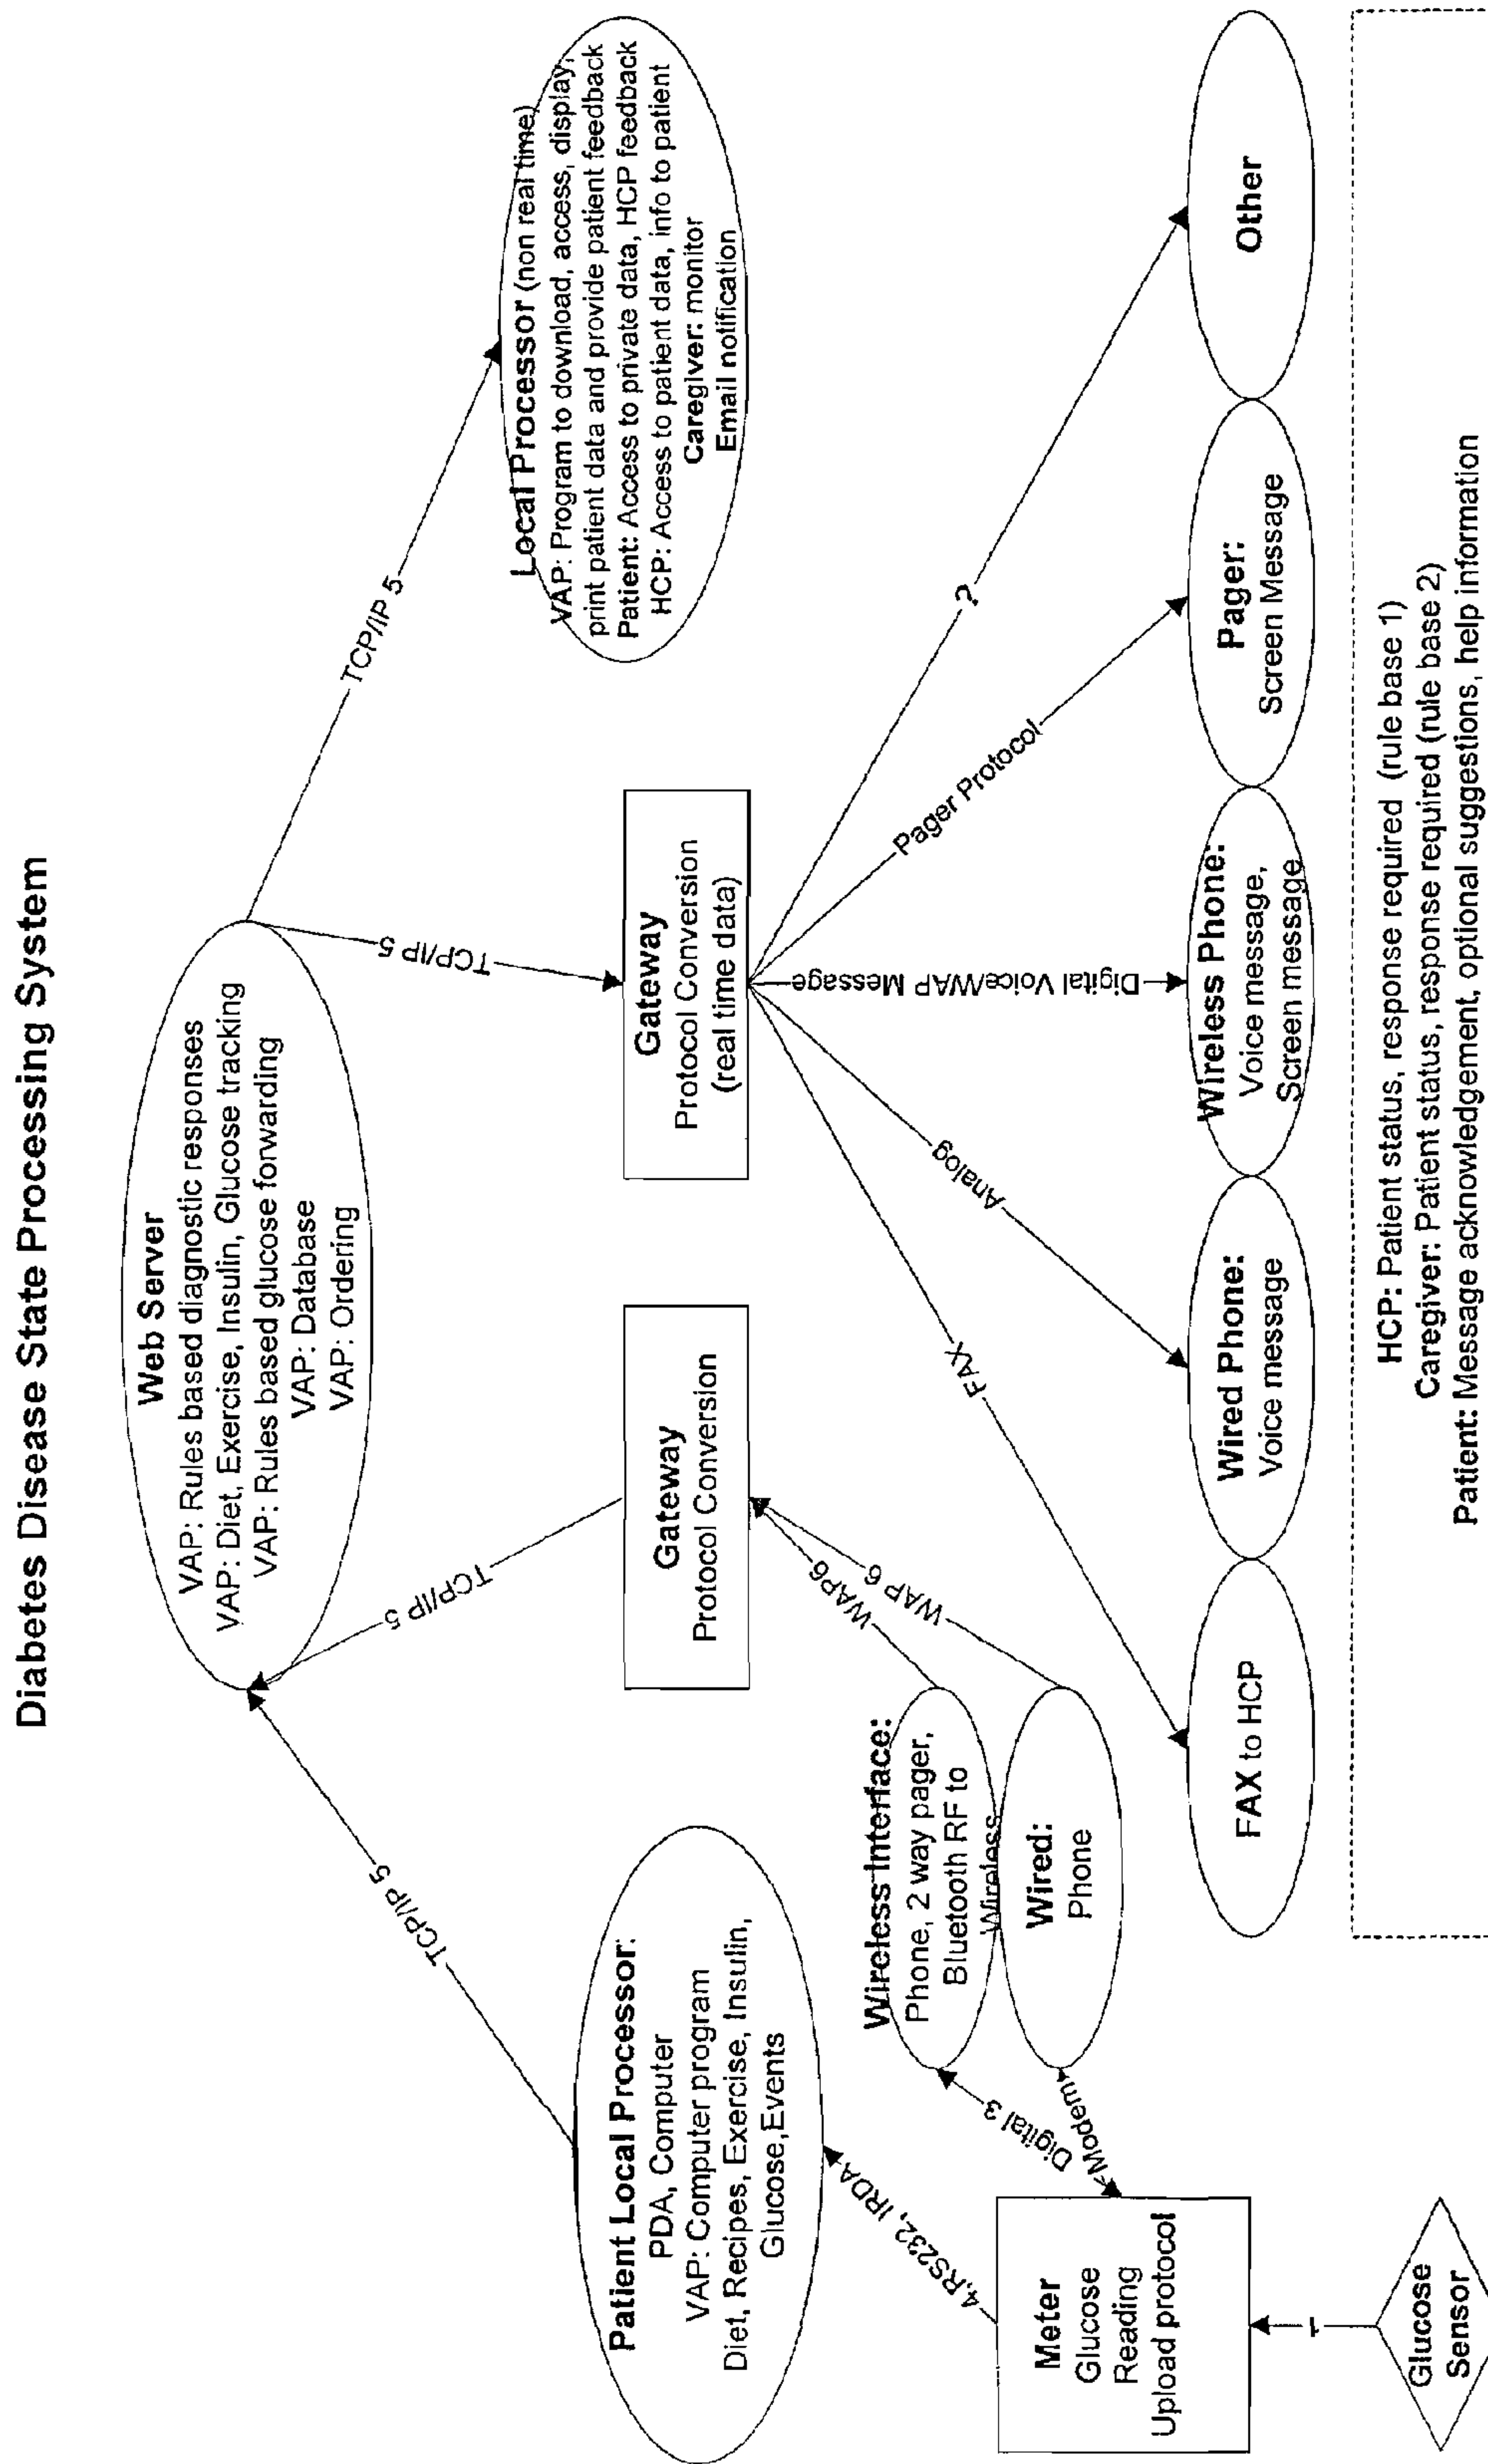 Diabetes Disease State Processing System
Web Server
VAP: Rules based diagnostic responses
VAP: Diet, Exercise, Insulin, Glucose tracking
VAP: Rules based glucose forwarding
VAP: Database
VAP: Ordering
TCP/IP 5
TCP/IP 5
TCP/IP 5
TCP/IP 5
Patient Local Processor:
PDA, Computer
VAP: Computer program
Diet, Recipes, Exercise, Insulin,
Glucose,Events
Gateway
Protocol Conversion
Gateway
Protocol Conversion
(real time data)
Local Processor (non real time)
VAP: Program to download, access, display,
print patient data and provide patient feedback
Patient: Access to private data, HCP feedback
HCP: Access to patient data, info to patient
Caregiver: monitor
Email notification
4,RS232, IRDA
Wireless Interface:
Phone, 2 way pager,
Bluetooth RF to
Wireless
WAP6
WAP 6
Digital 3
Modem
Wired:
Phone
Meter
Glucose
Reading
Upload protocol
1
Glucose
Sensor
FAX
Analog
Digital Voice/WAP Message
Pager Protocol
?
FAX to HCP
Wired Phone:
Voice message
Wireless Phone:
Voice message,
Screen message
Pager:
Screen Message
Other
HCP: Patient status, response required (rule base 1)
Caregiver: Patient status, response required (rule base 2)
Patient: Message acknowledgement, optional suggestions, help information